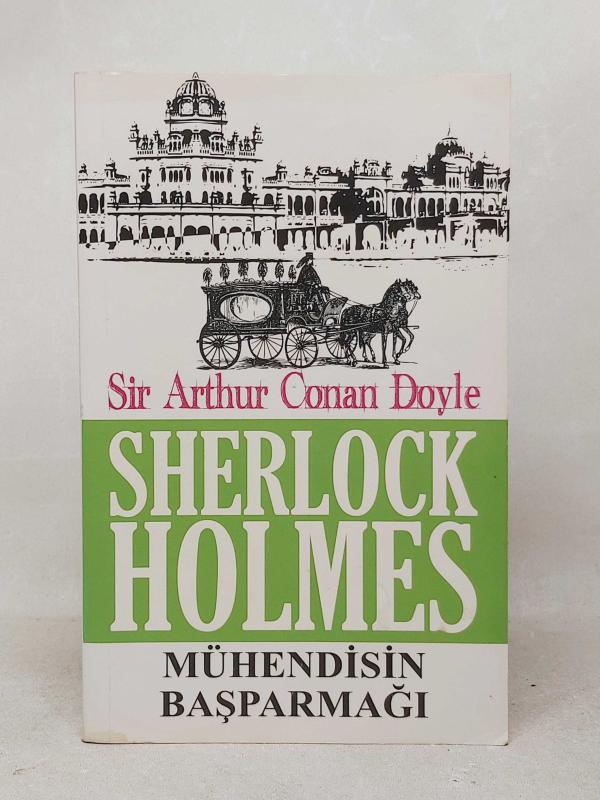 Sir Arthur Conan Doyle
SHERLOCK
HOLMES
MÜHENDİSİN
BAŞPARMAĞI